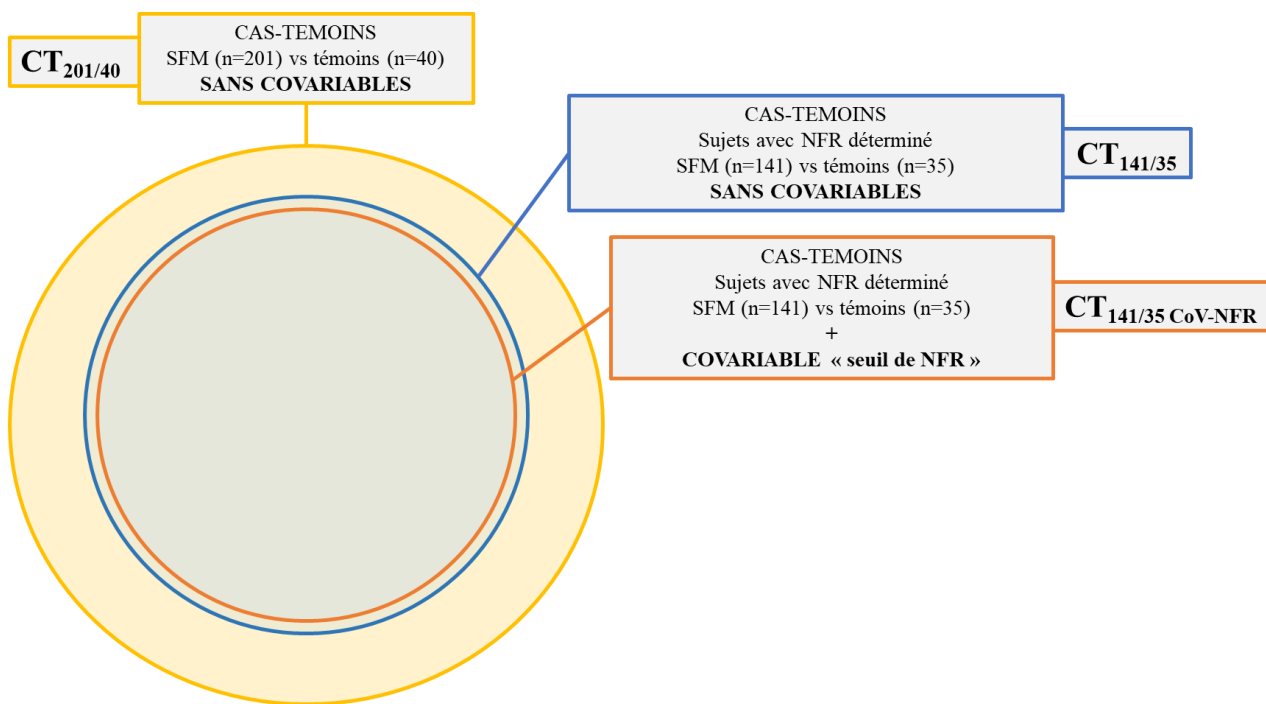 CT201/40
CAS-TEMOINS
SFM (n=201) vs témoins (n=40)
SANS COVARIABLES
CAS-TEMOINS
Sujets avec NFR déterminé
SFM (n=141) vs témoins (n=35)
SANS COVARIABLES
CT141/35
CAS-TEMOINS
Sujets avec NFR déterminé
SFM (n=141) vs témoins (n=35)
+
COVARIABLE « seuil de NFR »
CT141/35 CoV-NFR